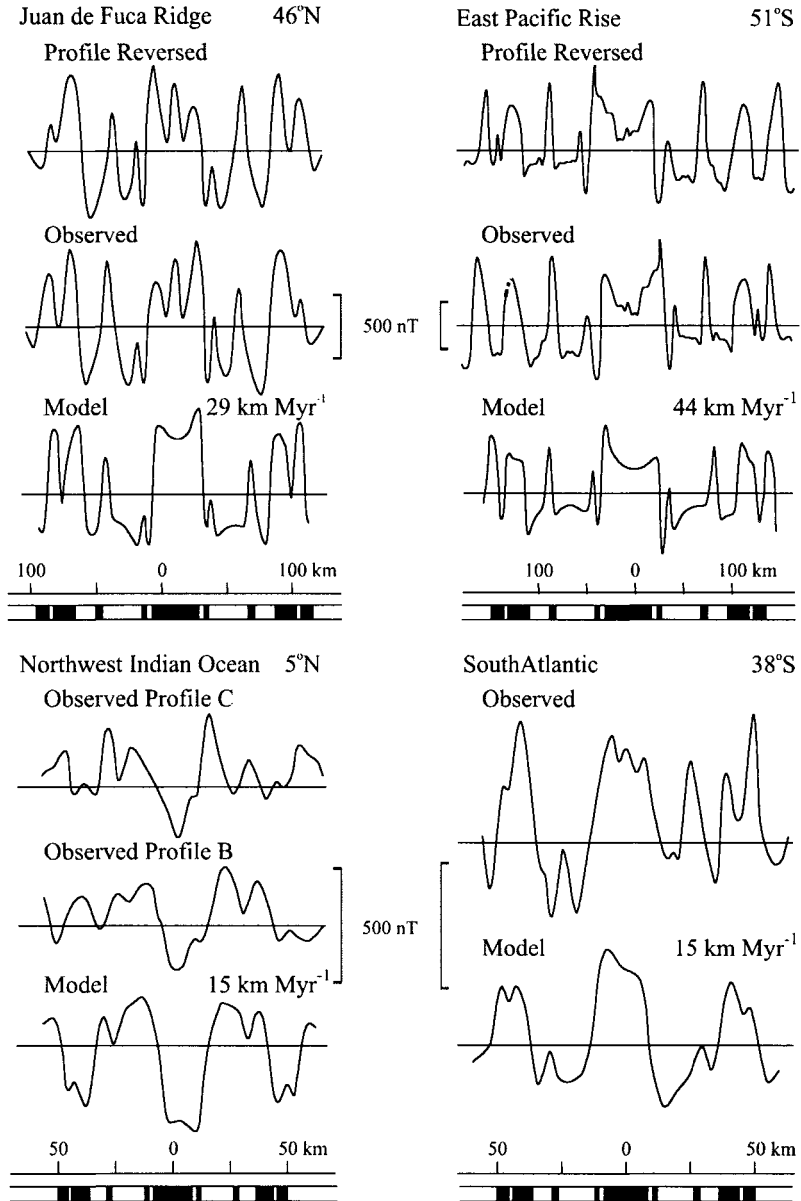 Juan de Fuca Ridge 46°N
Profile Reversed
Observed
500 nT
Model 29 km Myr⁻¹
100 0 100 km
East Pacific Rise 51°S
Profile Reversed
Observed
Model 44 km Myr⁻¹
100 0 100 km
Northwest Indian Ocean 5°N
Observed Profile C
Observed Profile B
500 nT
Model 15 km Myr⁻¹
50 0 50 km
SouthAtlantic 38°S
Observed
Model 15 km Myr⁻¹
50 0 50 km